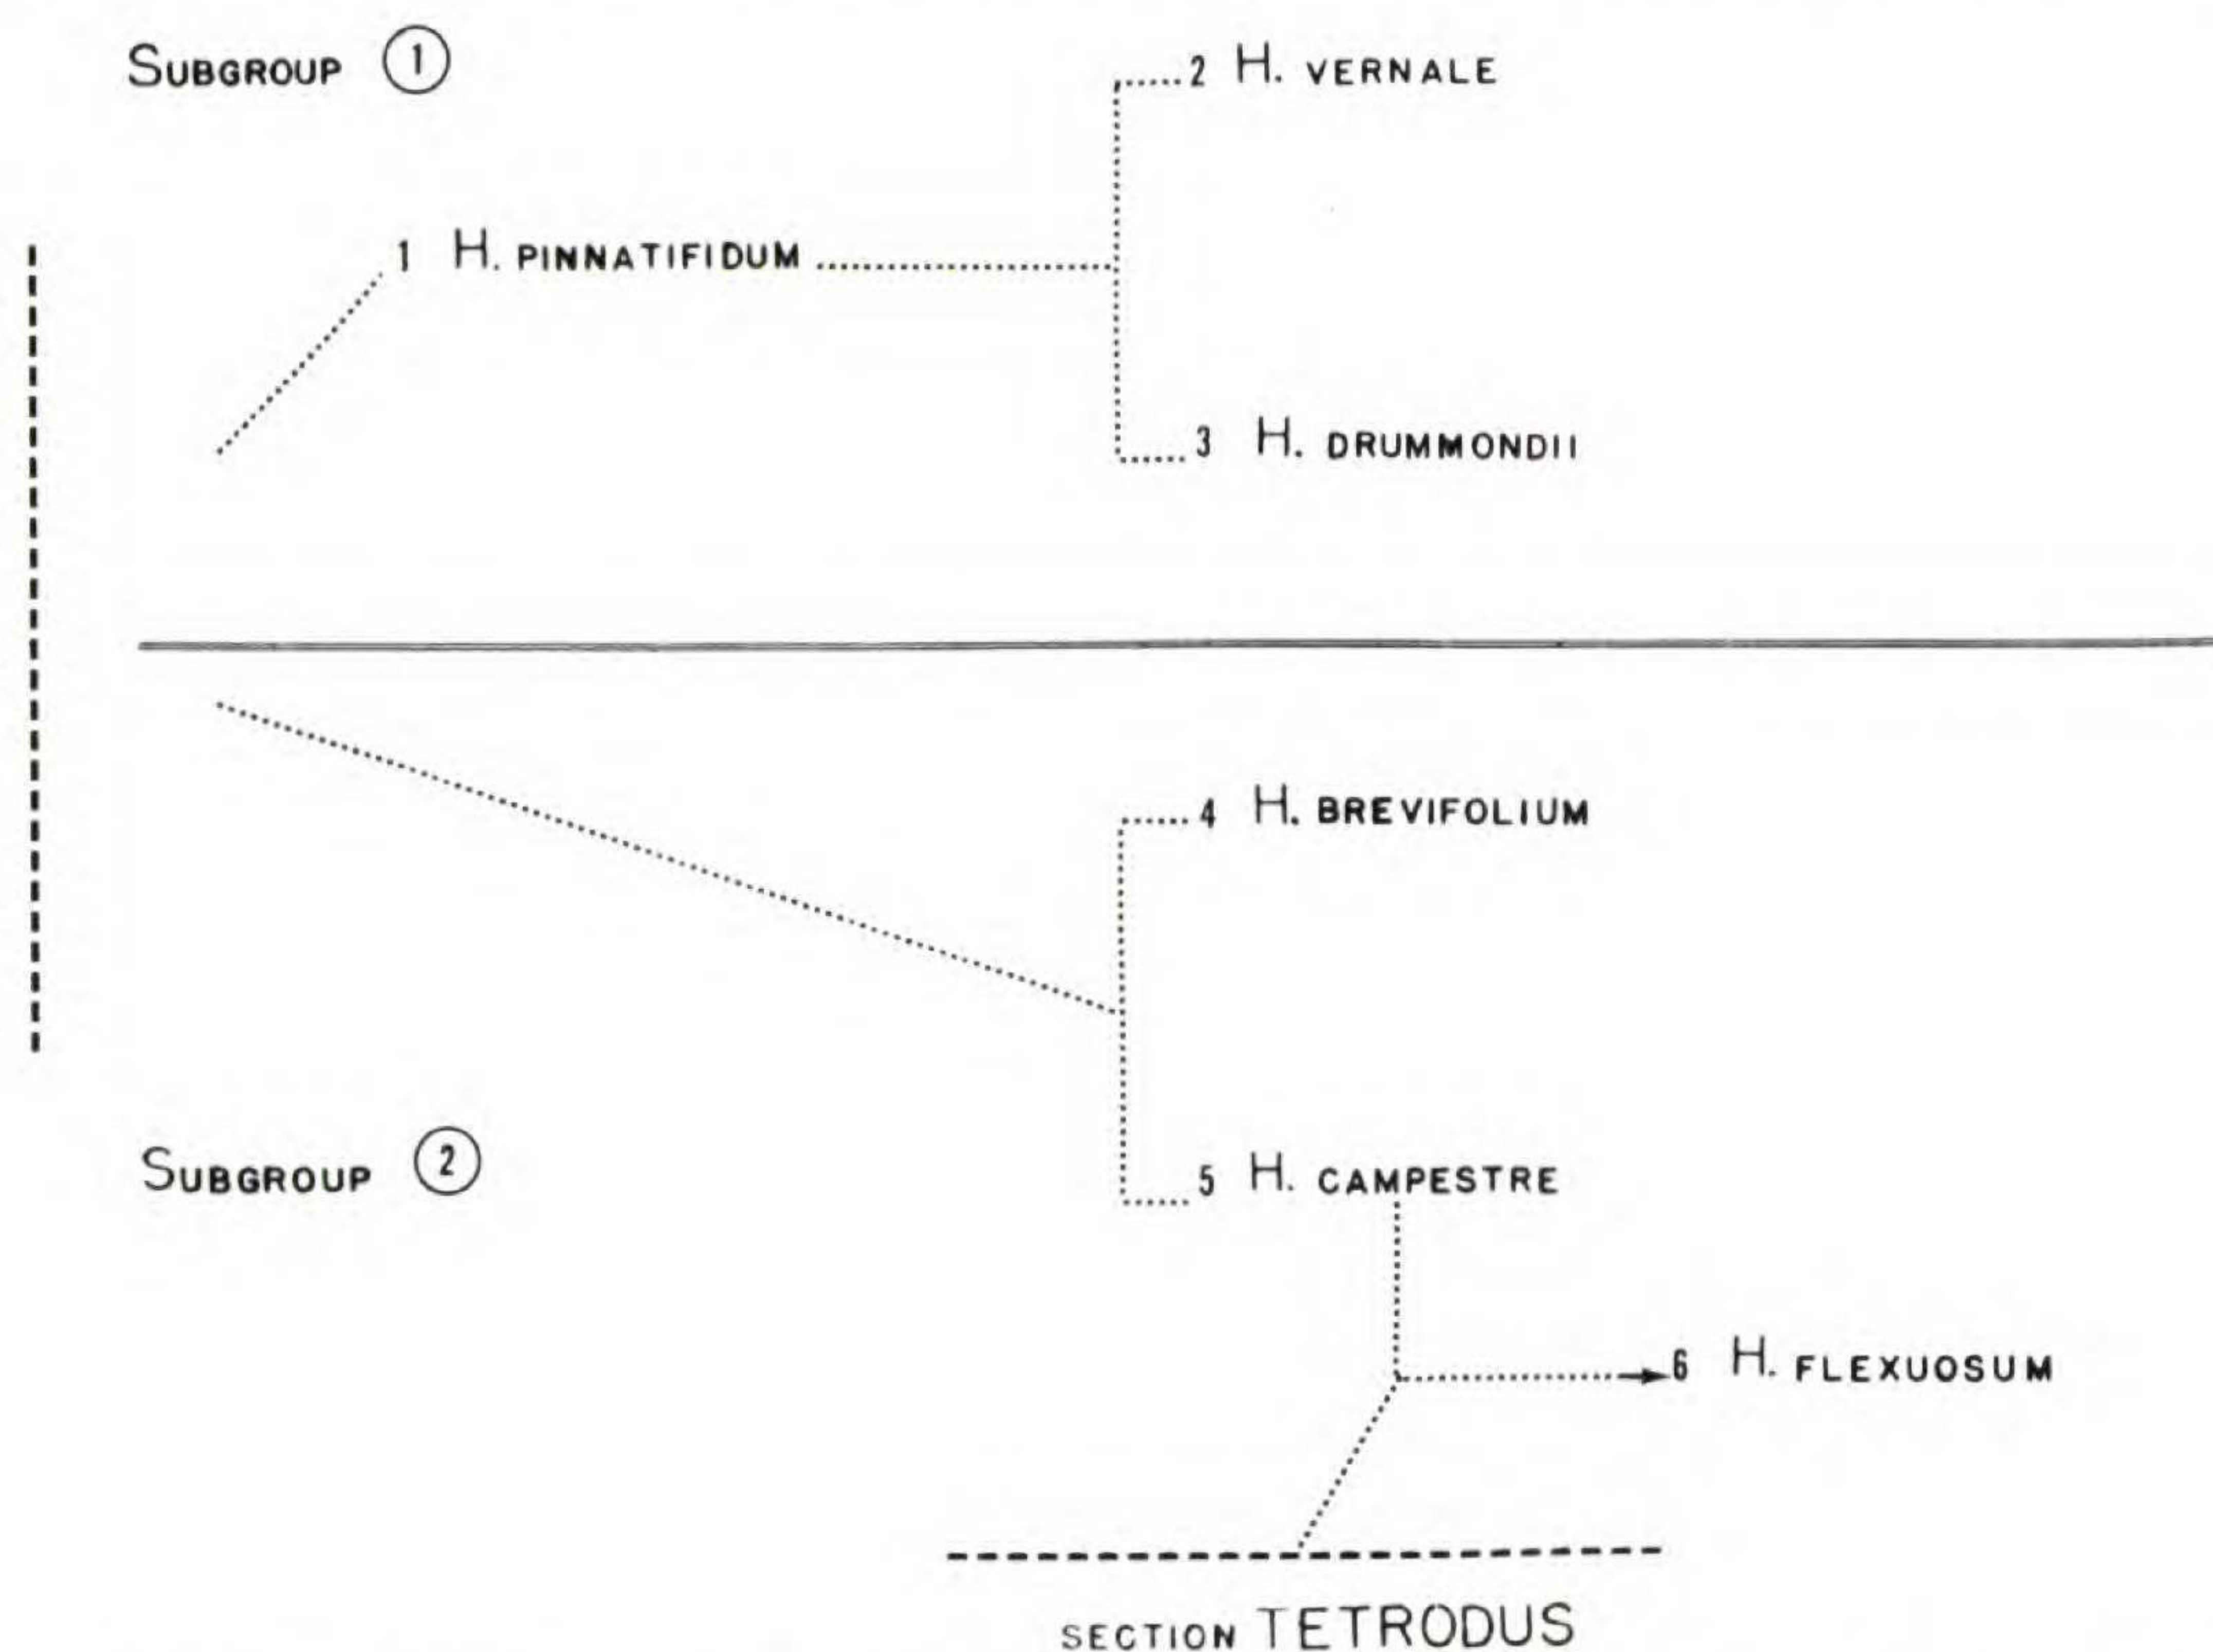 SUBGROUP 1
2 H. VERNALE
1 H. PINNATIFIDUM
3 H. DRUMMONDII
4 H. BREVIFOLIUM
SUBGROUP 2
5 H. CAMPESTRE
6 H. FLEXUOSUM
SECTION TETRODUS